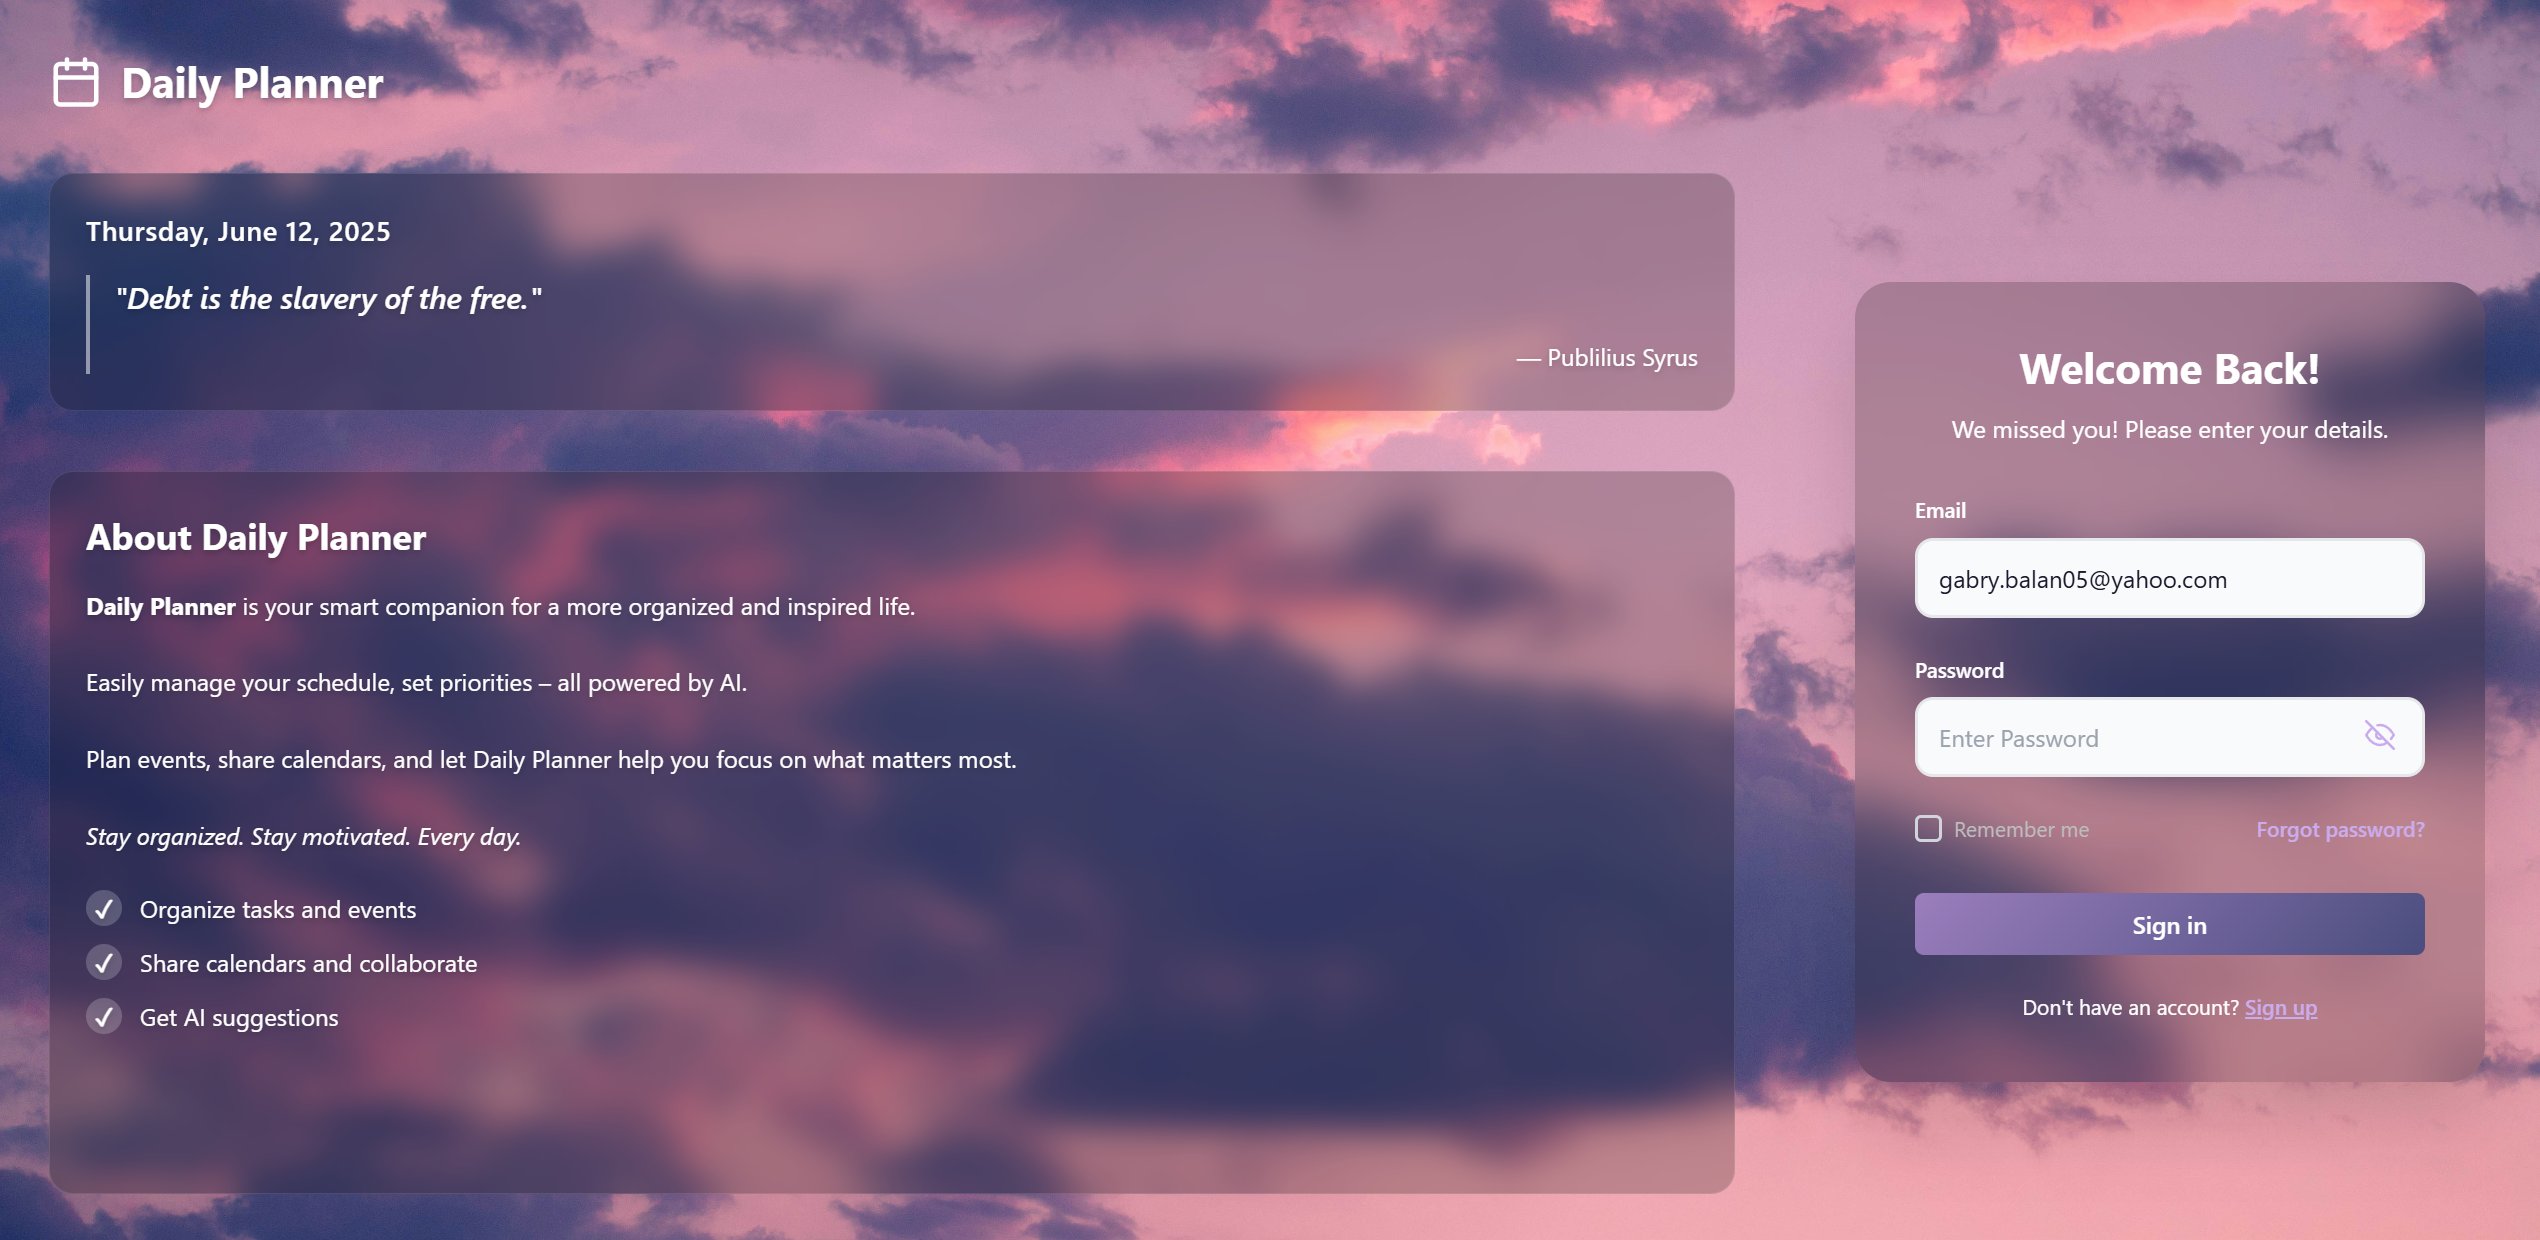 Daily Planner
Thursday, June 12, 2025
"Debt is the slavery of the free."
— Publilius Syrus
About Daily Planner
Daily Planner is your smart companion for a more organized and inspired life.
Easily manage your schedule, set priorities – all powered by AI.
Plan events, share calendars, and let Daily Planner help you focus on what matters most.
Stay organized. Stay motivated. Every day.
Organize tasks and events
Share calendars and collaborate
Get AI suggestions
Welcome Back!
We missed you! Please enter your details.
Email
gabry.balan05@yahoo.com
Password
Enter Password
Remember me
Forgot password?
Sign in
Don't have an account? Sign up